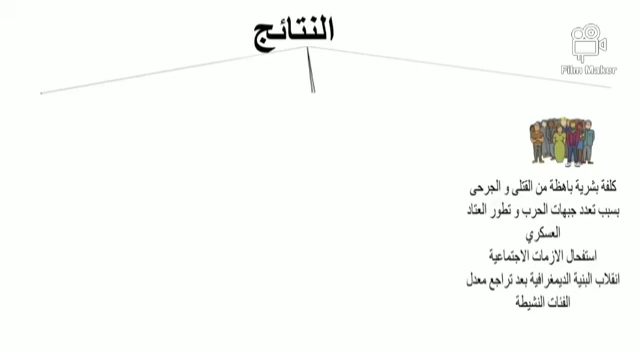 النتائج
Film Maker
كلفة بشرية باهظة من القتلى و الجرحى
بسبب تعدد جبهات الحرب و تطور العتاد
العسكري
استفحال الازمات الاجتماعية
انقلاب البنية الديمغرافية بعد تراجع معدل
الفئات النشيطة